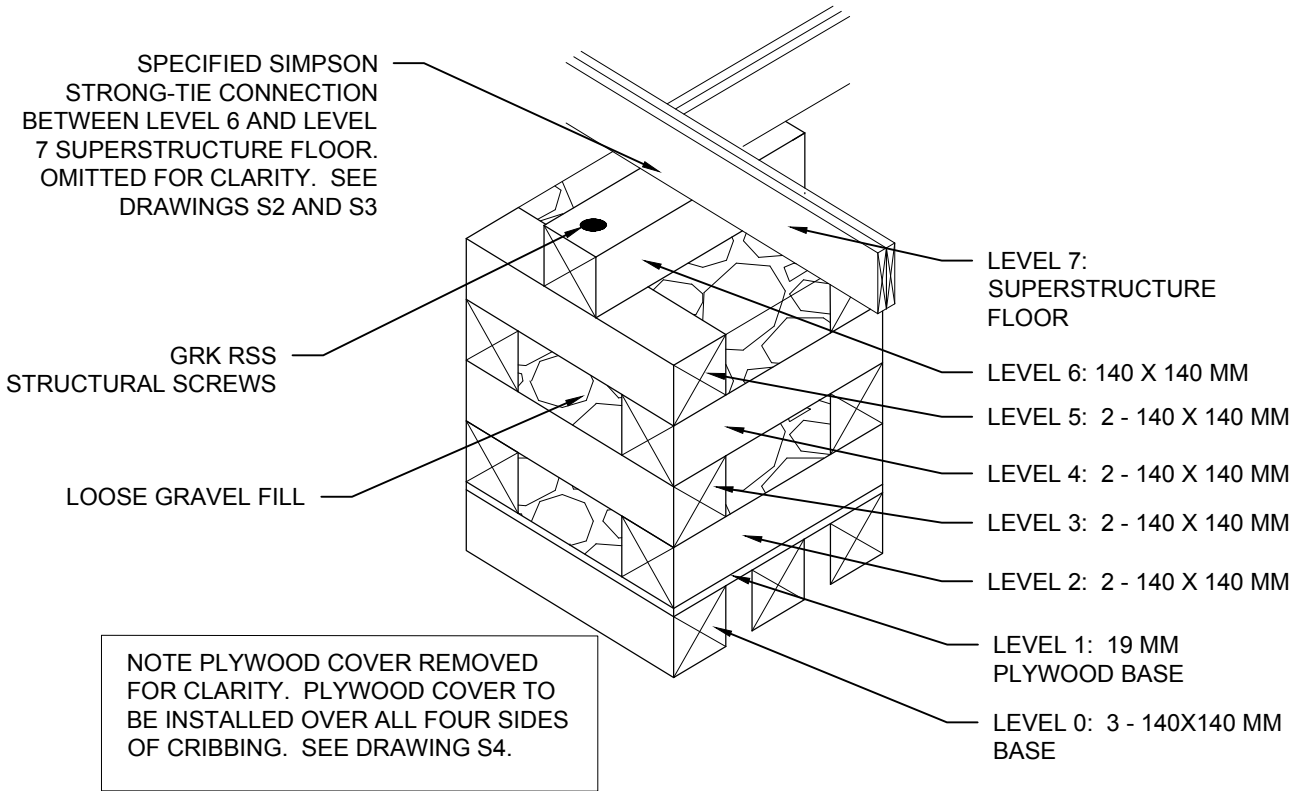 SPECIFIED SIMPSON
STRONG-TIE CONNECTION
BETWEEN LEVEL 6 AND LEVEL
7 SUPERSTRUCTURE FLOOR.
OMITTED FOR CLARITY. SEE
DRAWINGS S2 AND S3
GRK RSS
STRUCTURAL SCREWS
LOOSE GRAVEL FILL
NOTE PLYWOOD COVER REMOVED
FOR CLARITY. PLYWOOD COVER TO
BE INSTALLED OVER ALL FOUR SIDES
OF CRIBBING. SEE DRAWING S4.
LEVEL 7:
SUPERSTRUCTURE
FLOOR
LEVEL 6: 140 X 140 MM
LEVEL 5: 2 - 140 X 140 MM
LEVEL 4: 2 - 140 X 140 MM
LEVEL 3: 2 - 140 X 140 MM
LEVEL 2: 2 - 140 X 140 MM
LEVEL 1: 19 MM
PLYWOOD BASE
LEVEL 0: 3 - 140X140 MM
BASE